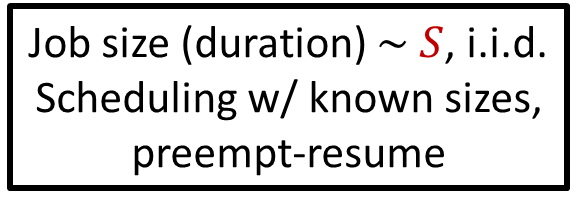 Job size (duration) ~ S, i.i.d.
Scheduling w/ known sizes,
preempt-resume